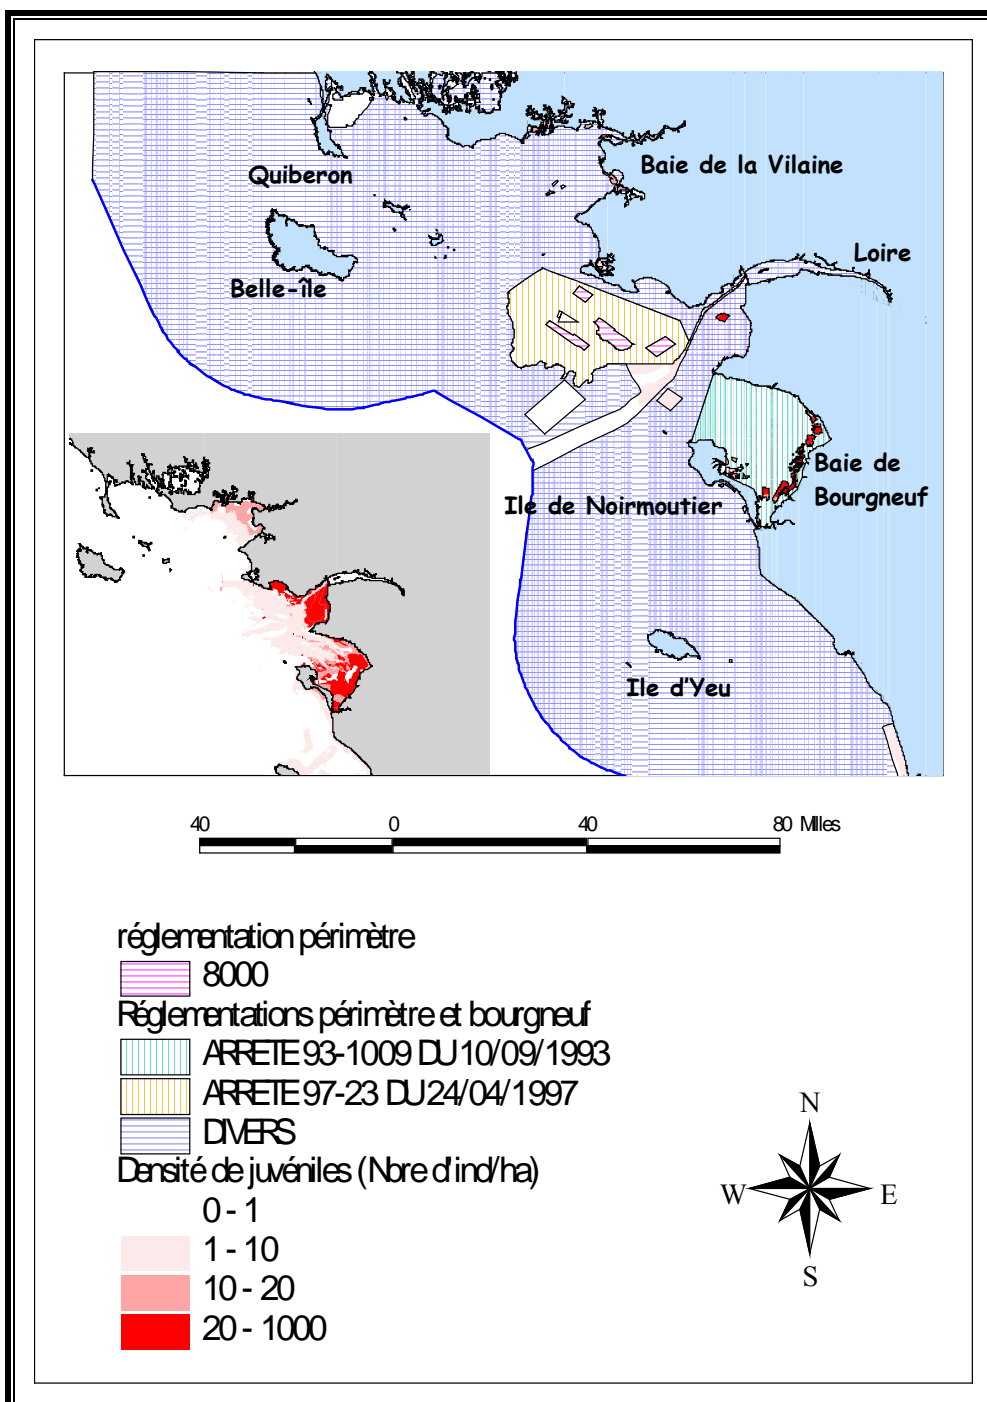 Quiberon
Baie de la Vilaine
Loire
Belle-île
Baie de
Bourgneuf
Ile de Noirmoutier
Ile d'Yeu
40 0 40 80 Milles
réglementation périmètre
8000
Réglementations périmètre et bourgneuf
ARRETE 93-1009 DU 10/09/1993
ARRETE 97-23 DU 24/04/1997
DIVERS
Densité de juvéniles (Nore d'ind/ha)
0 - 1
1 - 10
10 - 20
20 - 1000
N
W E
S